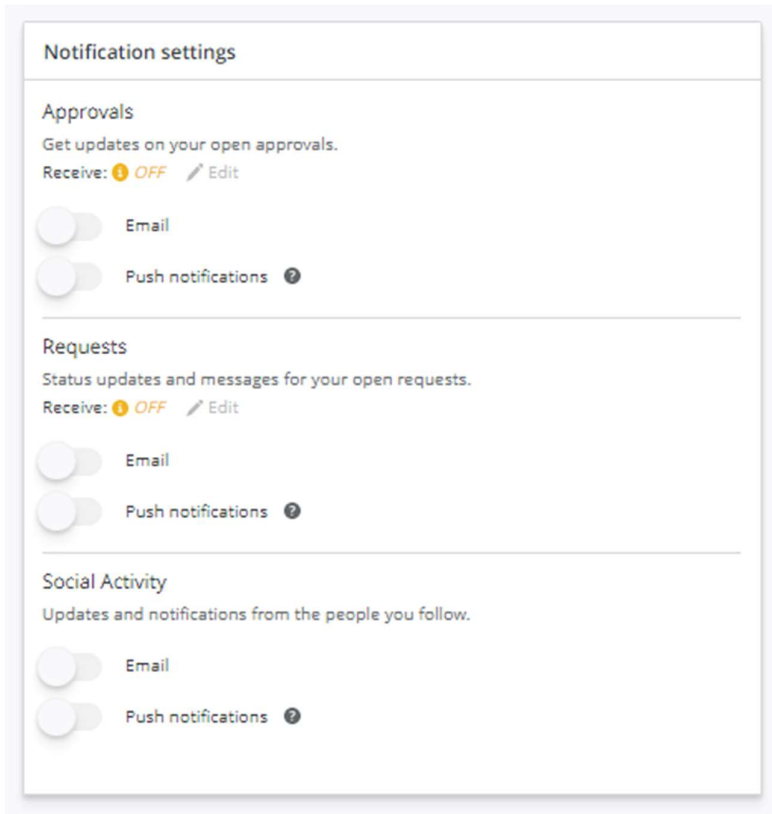 Notification settings
Approvals
Get updates on your open approvals.
Receive: OFF Edit
Email
Push notifications
Requests
Status updates and messages for your open requests.
Receive: OFF Edit
Email
Push notifications
Social Activity
Updates and notifications from the people you follow.
Email
Push notifications